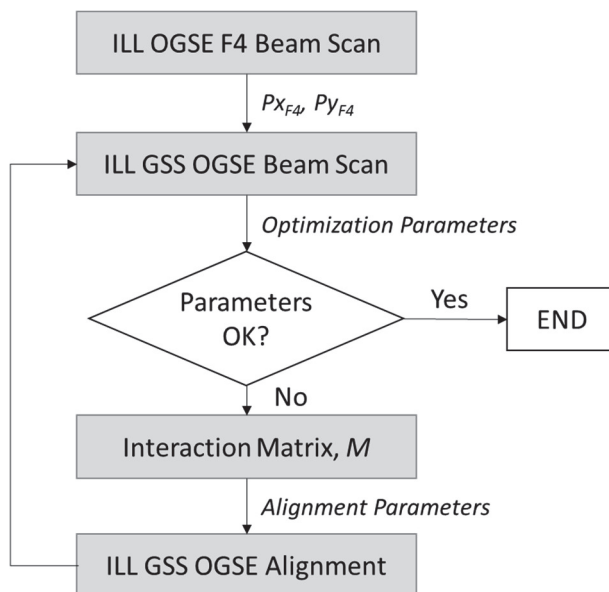 ILL OGSE F4 Beam Scan
Px_F4, Py_F4
ILL GSS OGSE Beam Scan
Optimization Parameters
Parameters
OK?
Yes
END
No
Interaction Matrix, M
Alignment Parameters
ILL GSS OGSE Alignment